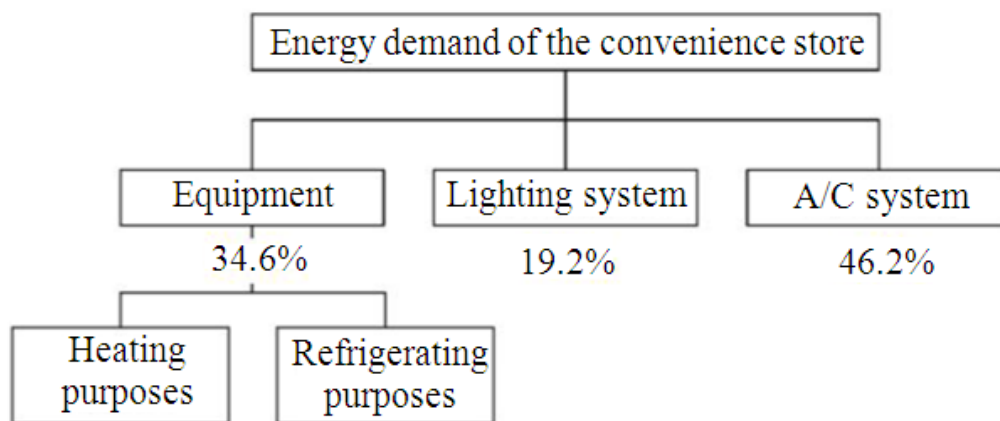 Energy demand of the convenience store
Equipment
Lighting system
A/C system
34.6%
19.2%
46.2%
Heating
purposes
Refrigerating
purposes